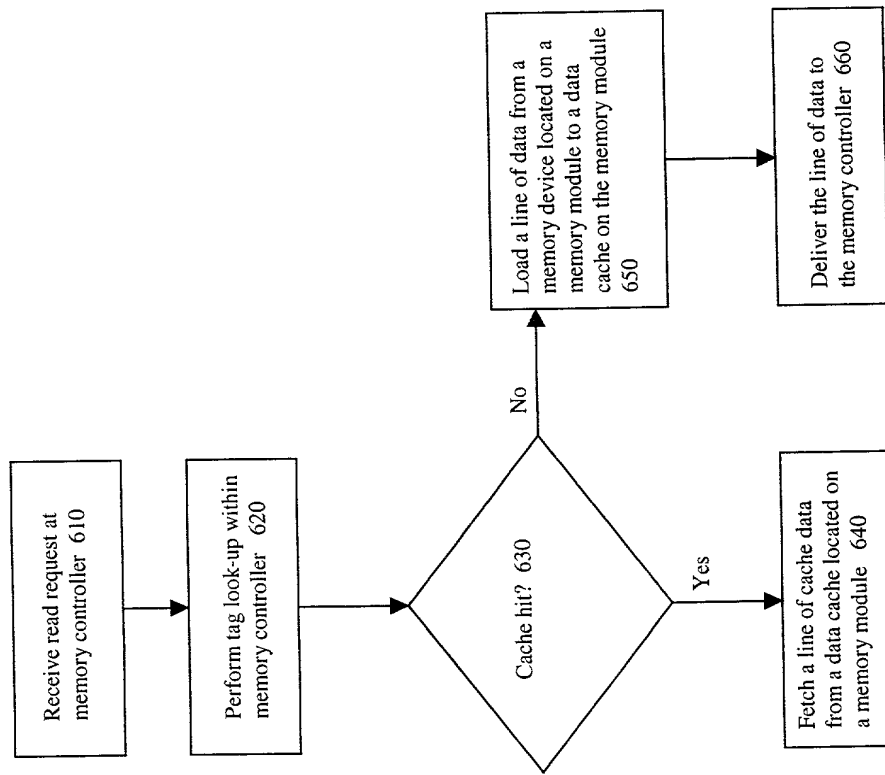 Receive read request at
memory controller 610
Perform tag look-up within
memory controller 620
Cache hit? 630
Yes
No
Fetch a line of cache data
from a data cache located on
a memory module 640
Load a line of data from a
memory device located on a
memory module to a data
cache on the memory module
650
Deliver the line of data to
the memory controller 660